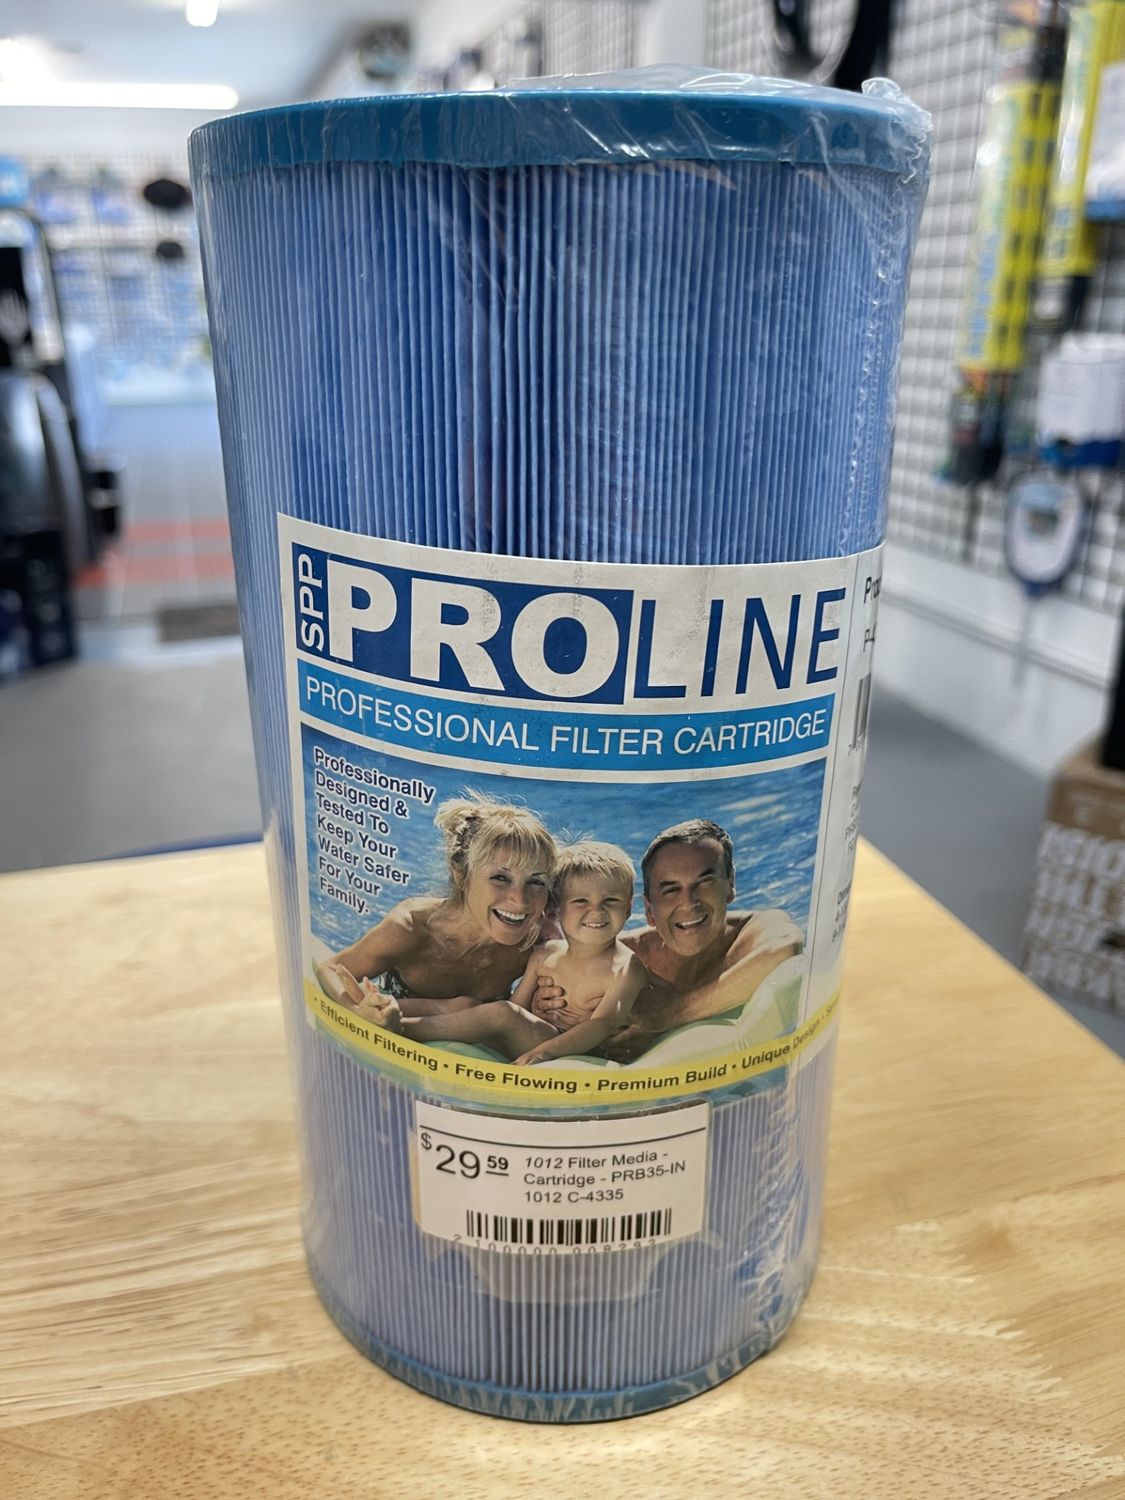 SPP PROLINE
PROFESSIONAL FILTER CARTRIDGE
Professionally
Designed &
Tested To
Keep Your
Water Safer
For Your
Family.
• Efficient Filtering • Free Flowing • Premium Build • Unique Design •
$29 59
1012 Filter Media -
Cartridge - PRB35-IN
1012 C-4335